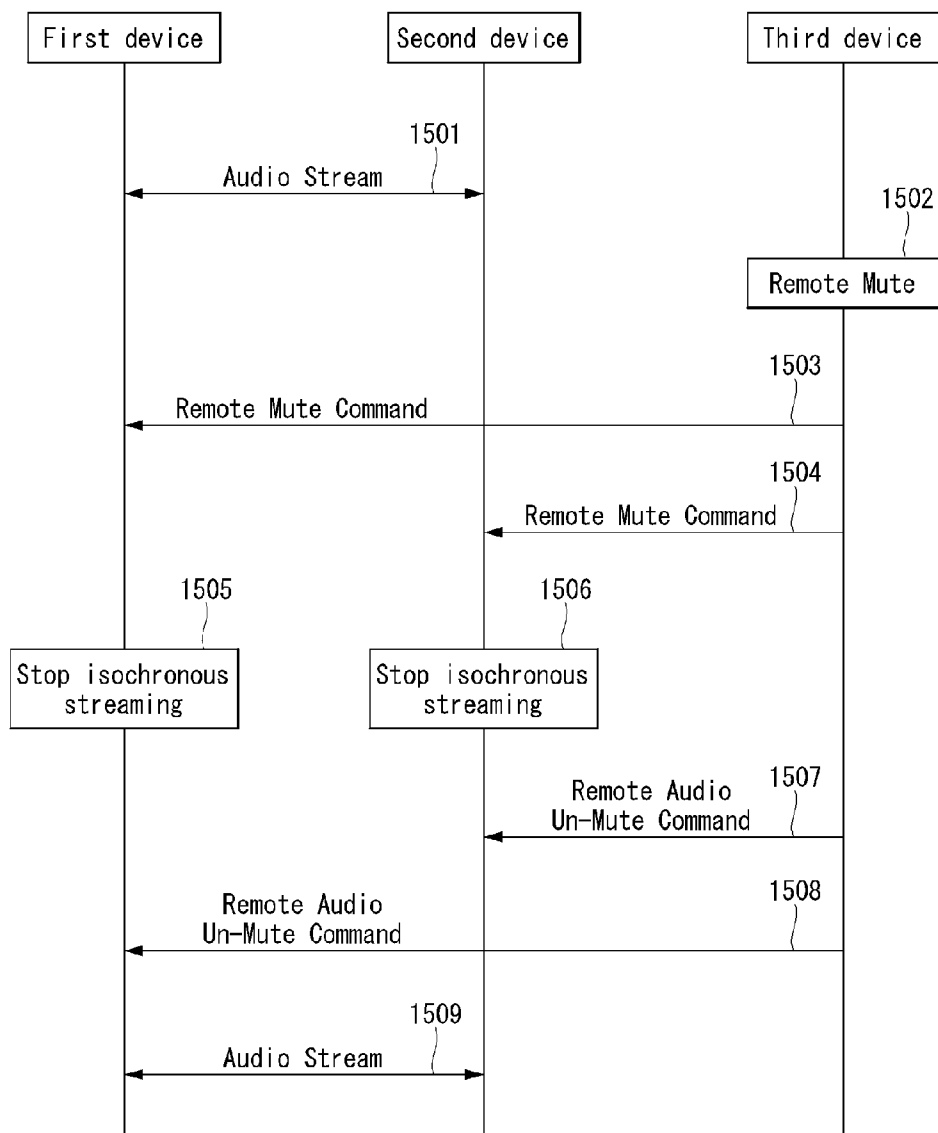 First device
Second device
Third device
1501
Audio Stream
1502
Remote Mute
1503
Remote Mute Command
1504
Remote Mute Command
1505
1506
Stop isochronous
streaming
Stop isochronous
streaming
1507
Remote Audio
Un-Mute Command
1508
Remote Audio
Un-Mute Command
1509
Audio Stream